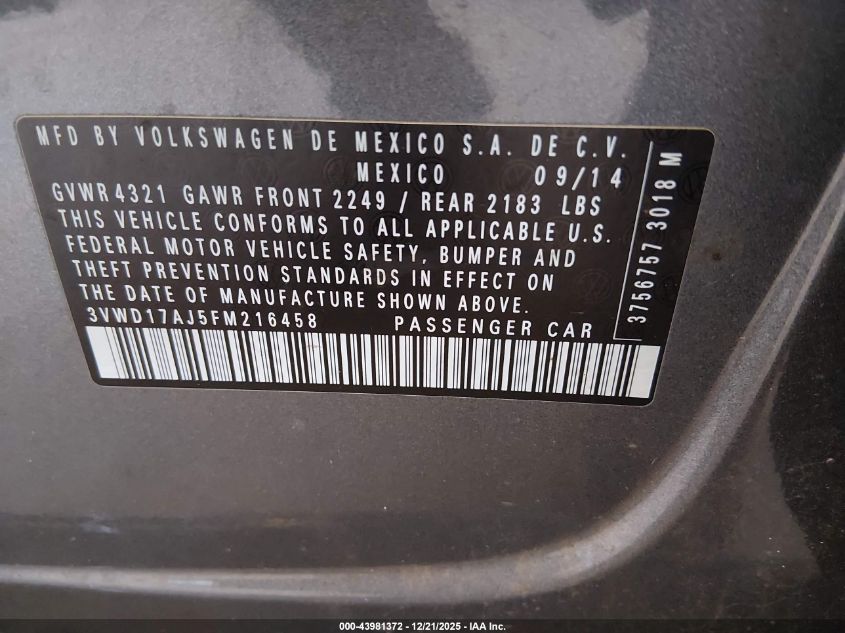 MFD BY VOLKSWAGEN DE MEXICO S.A. DE C.V.
MEXICO 09/14
GVWR 4321 GAWR FRONT 2249 / REAR 2183 LBS
THIS VEHICLE CONFORMS TO ALL APPLICABLE U.S.
FEDERAL MOTOR VEHICLE SAFETY, BUMPER AND
THEFT PREVENTION STANDARDS IN EFFECT ON
THE DATE OF MANUFACTURE SHOWN ABOVE.
3VWD17AJ5FM216458 PASSENGER CAR
3756757 3018 M
000-43981372 - 12/21/2025 - IAA Inc.